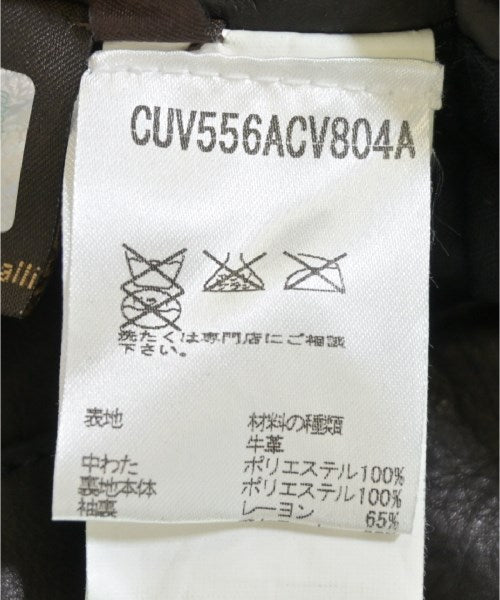 CUV556ACV804A
洗たくは専門店にご相談
下さい。
表地 材料の種類
牛革
中わた ポリエステル100%
裏地本体 ポリエステル100%
袖裏 レーヨン 65%
alli